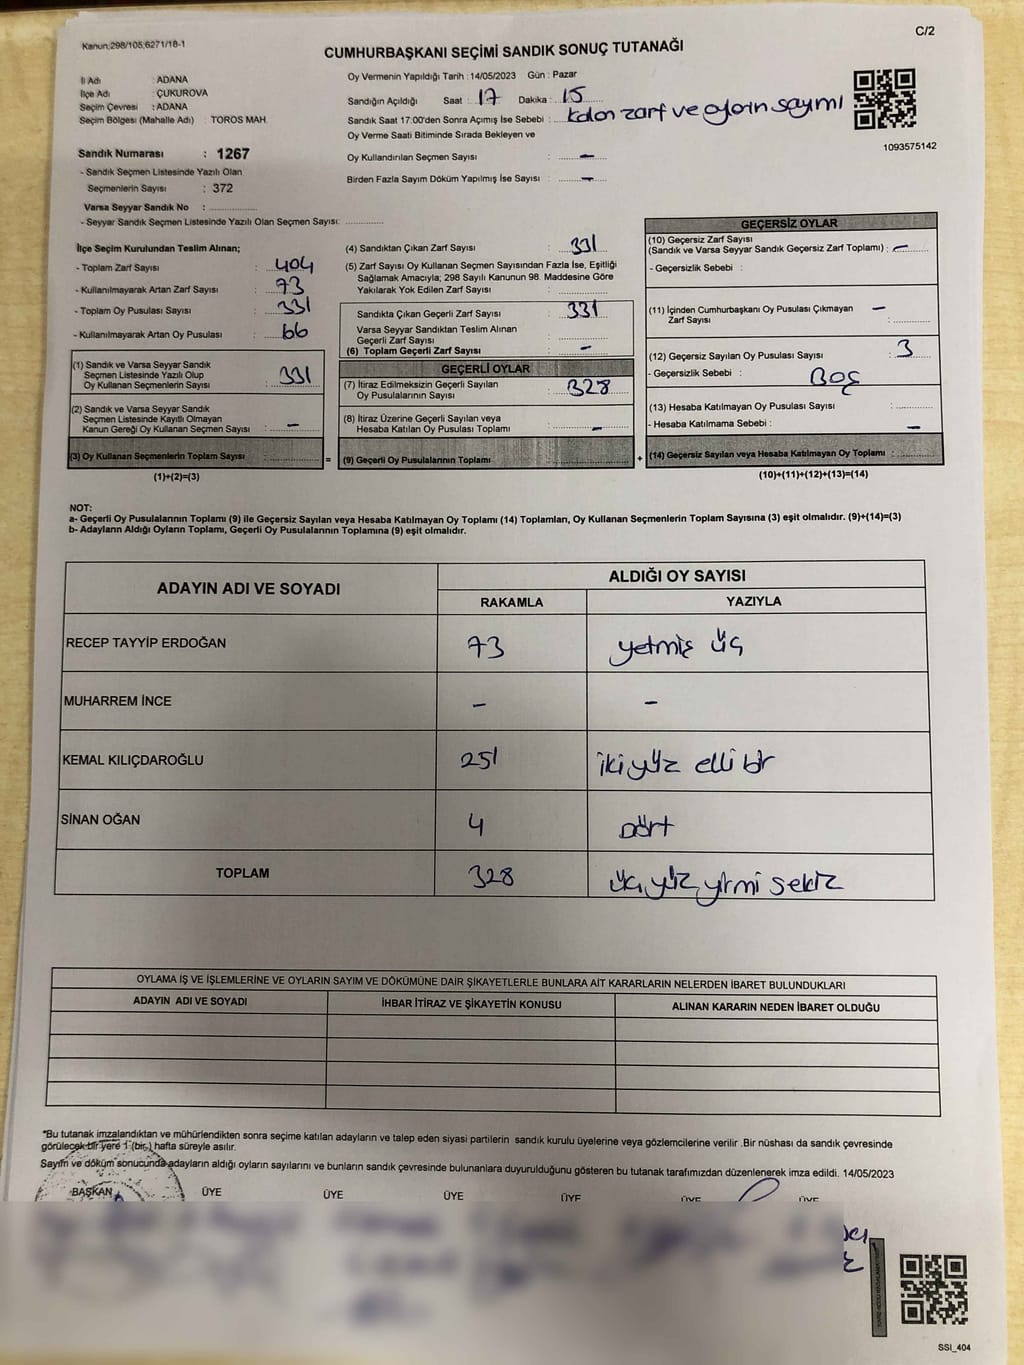 Kanun:298/105;6271/18-1
C/2
CUMHURBAŞKANI SEÇİMİ SANDIK SONUÇ TUTANAĞI
İl Adı : ADANA
İlçe Adı : ÇUKUROVA
Seçim Çevresi : ADANA
Seçim Bölgesi (Mahalle Adı) : TOROS MAH.
Sandık Numarası : 1267
- Sandık Seçmen Listesinde Yazılı Olan
Seçmenlerin Sayısı : 372
Varsa Seyyar Sandık No :
- Seyyar Sandık Seçmen Listesinde Yazılı Olan Seçmen Sayısı:
Oy Vermenin Yapıldığı Tarih : 14/05/2023 Gün : Pazar
Sandığın Açıldığı Saat : 17 Dakika : 15
Sandık Saat 17:00'den Sonra Açımış İse Sebebi : kalan zarf ve oyların sayımı
Oy Verme Saati Bitiminde Sırada Bekleyen ve
Oy Kullandırılan Seçmen Sayısı : -
Birden Fazla Sayım Döküm Yapılmış İse Sayısı : -
1093575142
İlçe Seçim Kurulundan Teslim Alınan;
- Toplam Zarf Sayısı : 404
- Kullanılmayarak Artan Zarf Sayısı : 73
- Toplam Oy Pusulası Sayısı : 331
- Kullanılmayarak Artan Oy Pusulası : 66
(1) Sandık ve Varsa Seyyar Sandık
Seçmen Listesinde Yazılı Olup
Oy Kullanan Seçmenlerin Sayısı : 331
(2) Sandık ve Varsa Seyyar Sandık
Seçmen Listesinde Kayıtlı Olmayan
Kanun Gereği Oy Kullanan Seçmen Sayısı : -
(3) Oy Kullanan Seçmenlerin Toplam Sayısı :
(1)+(2)=(3)
(4) Sandıktan Çıkan Zarf Sayısı : 331
(5) Zarf Sayısı Oy Kullanan Seçmen Sayısından Fazla İse, Eşitliği
Sağlamak Amacıyla; 298 Sayılı Kanunun 98. Maddesine Göre
Yakılarak Yok Edilen Zarf Sayısı :
Sandıkta Çıkan Geçerli Zarf Sayısı : 331
Varsa Seyyar Sandıktan Teslim Alınan
Geçerli Zarf Sayısı :
(6) Toplam Geçerli Zarf Sayısı : -
GEÇERLİ OYLAR
(7) İtiraz Edilmeksizin Geçerli Sayılan
Oy Pusulalarının Sayısı : 328
(8) İtiraz Üzerine Geçerli Sayılan veya
Hesaba Katılan Oy Pusulası Toplamı : -
= (9) Geçerli Oy Pusulalarının Toplamı : +
GEÇERSİZ OYLAR
(10) Geçersiz Zarf Sayısı
(Sandık ve Varsa Seyyar Sandık Geçersiz Zarf Toplamı) : -
- Geçersizlik Sebebi :
(11) İçinden Cumhurbaşkanı Oy Pusulası Çıkmayan -
Zarf Sayısı :
(12) Geçersiz Sayılan Oy Pusulası Sayısı : 3
- Geçersizlik Sebebi : Boş
(13) Hesaba Katılmayan Oy Pusulası Sayısı :
- Hesaba Katılmama Sebebi : -
(14) Geçersiz Sayılan veya Hesaba Katılmayan Oy Toplamı :
(10)+(11)+(12)+(13)=(14)
NOT:
a- Geçerli Oy Pusulalarının Toplamı (9) ile Geçersiz Sayılan veya Hesaba Katılmayan Oy Toplamı (14) Toplamları, Oy Kullanan Seçmenlerin Toplam Sayısına (3) eşit olmalıdır. (9)+(14)=(3)
b- Adayların Aldığı Oyların Toplamı, Geçerli Oy Pusulalarının Toplamına (9) eşit olmalıdır.
ADAYIN ADI VE SOYADI ALDIĞI OY SAYISI
RAKAMLA YAZIYLA
RECEP TAYYİP ERDOĞAN 73 yetmiş üç
MUHARREM İNCE - -
KEMAL KILIÇDAROĞLU 251 ikiyüz elli bir
SİNAN OĞAN 4 Dört
TOPLAM 328 üç yüz yirmi sekiz
OYLAMA İŞ VE İŞLEMLERİNE VE OYLARIN SAYIM VE DÖKÜMÜNE DAİR ŞİKAYETLERLE BUNLARA AİT KARARLARIN NELERDEN İBARET BULUNDUKLARI
ADAYIN ADI VE SOYADI İHBAR İTİRAZ VE ŞİKAYETİN KONUSU ALINAN KARARIN NEDEN İBARET OLDUĞU
*Bu tutanak imzalandıktan ve mühürlendikten sonra seçime katılan adayların ve talep eden siyasi partilerin sandık kurulu üyelerine veya gözlemcilerine verilir .Bir nüshası da sandık çevresinde
görülecek bir yere 1 (bir ) hafta süreyle asılır.
Sayım ve döküm sonucunda adayların aldığı oyların sayılarını ve bunların sandık çevresinde bulunanlara duyurulduğunu gösteren bu tutanak tarafımızdan düzenlenerek imza edildi. 14/05/2023
BAŞKAN ÜYE ÜYE ÜYE ÜYE ÜYE ÜYE
SSI_404